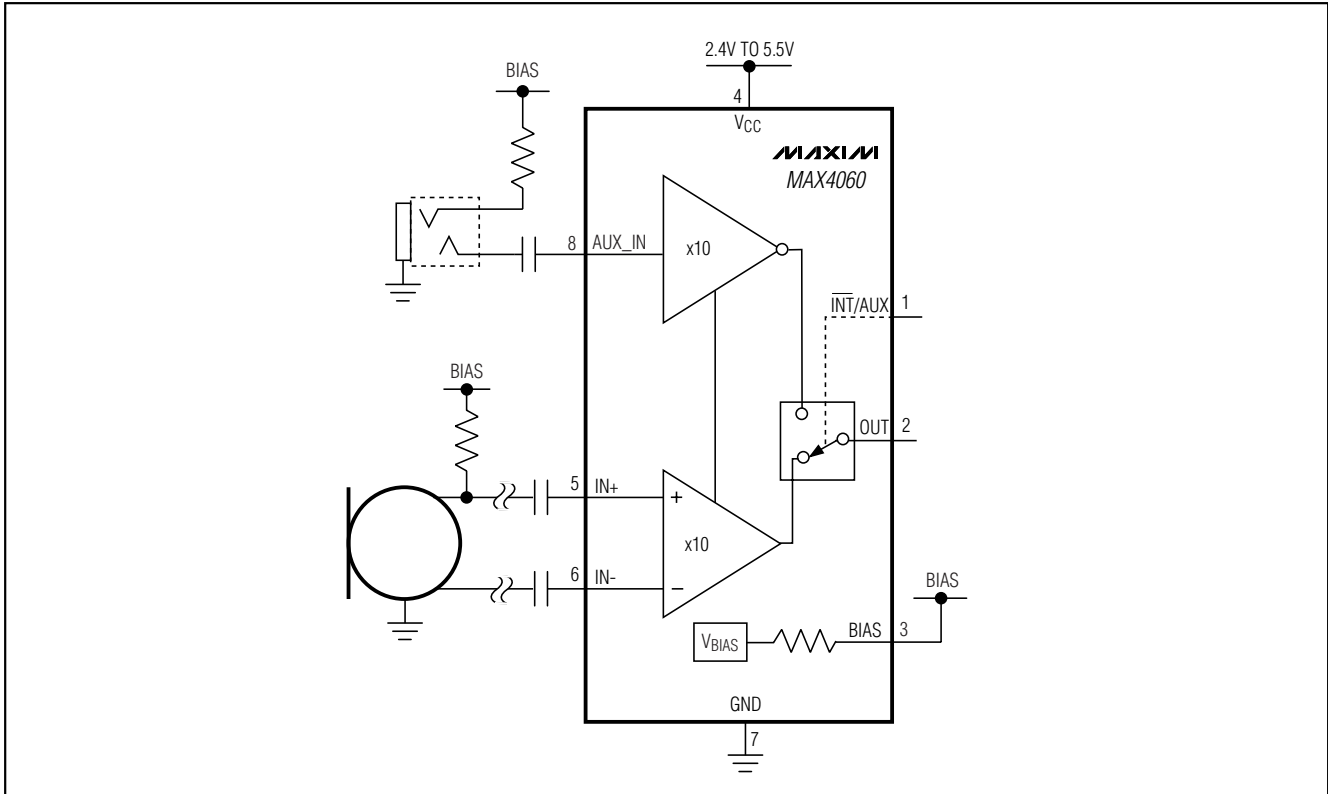 2.4V TO 5.5V
BIAS
4
VCC
MAXIM
MAX4060
8
AUX_IN
x10
INT/AUX
1
BIAS
OUT
2
5
IN+
+
x10
6
IN-
−
BIAS
VBIAS
BIAS
3
GND
7